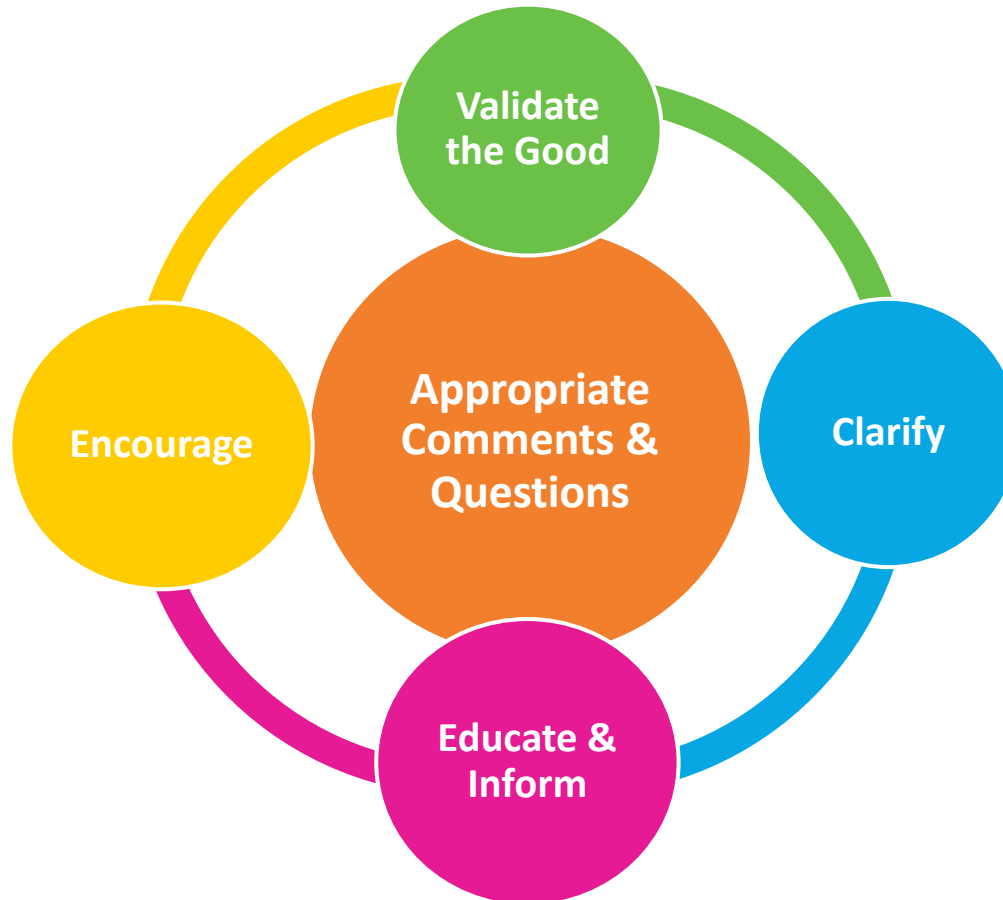 Validate
the Good
Appropriate
Comments &
Questions
Encourage
Clarify
Educate &
Inform